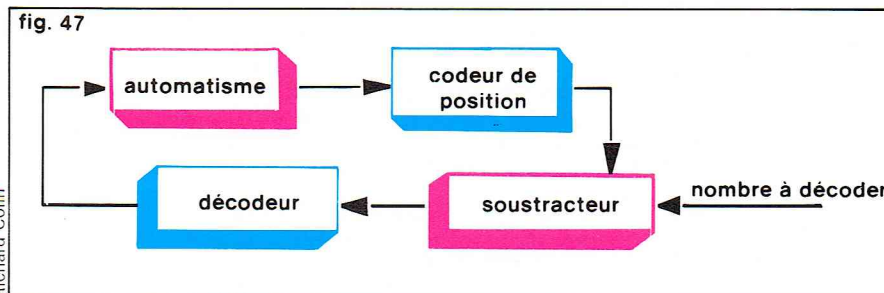 fig. 47
automatisme
codeur de
position
décodeur
soustracteur
nombre à décoder